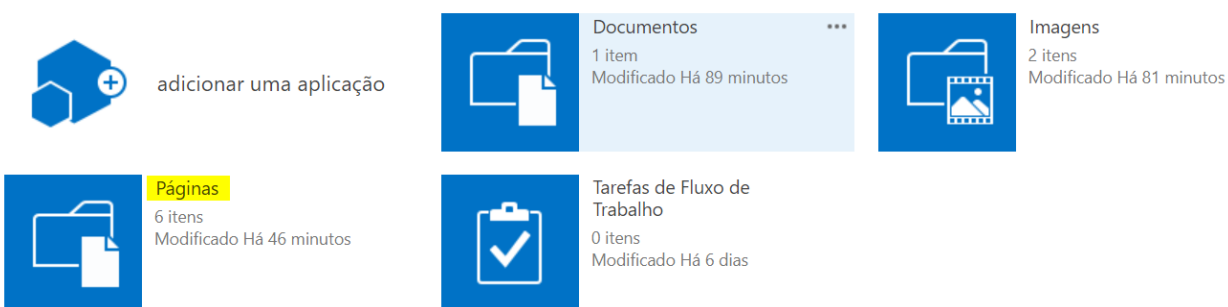 adicionar uma aplicação
Documentos
1 item
Modificado Há 89 minutos
Imagens
2 itens
Modificado Há 81 minutos
Páginas
6 itens
Modificado Há 46 minutos
Tarefas de Fluxo de
Trabalho
0 itens
Modificado Há 6 dias